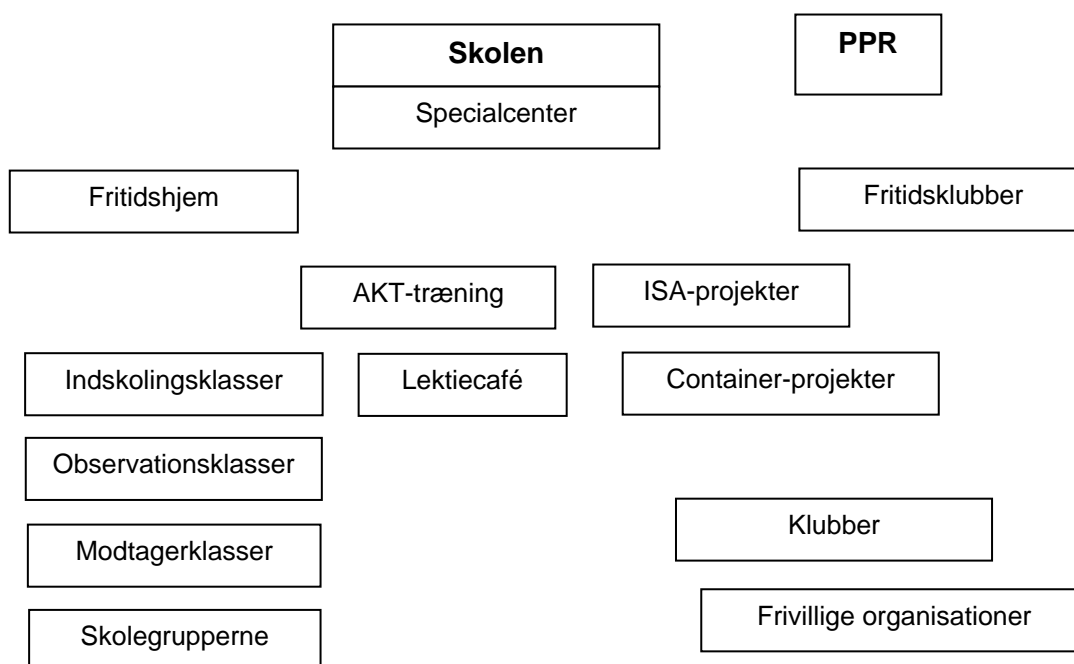 Skolen
PPR
Specialcenter
Fritidshjem
Fritidsklubber
AKT-træning
ISA-projekter
Indskolingsklasser
Lektiecafé
Container-projekter
Observationsklasser
Klubber
Modtagerklasser
Frivillige organisationer
Skolegrupperne